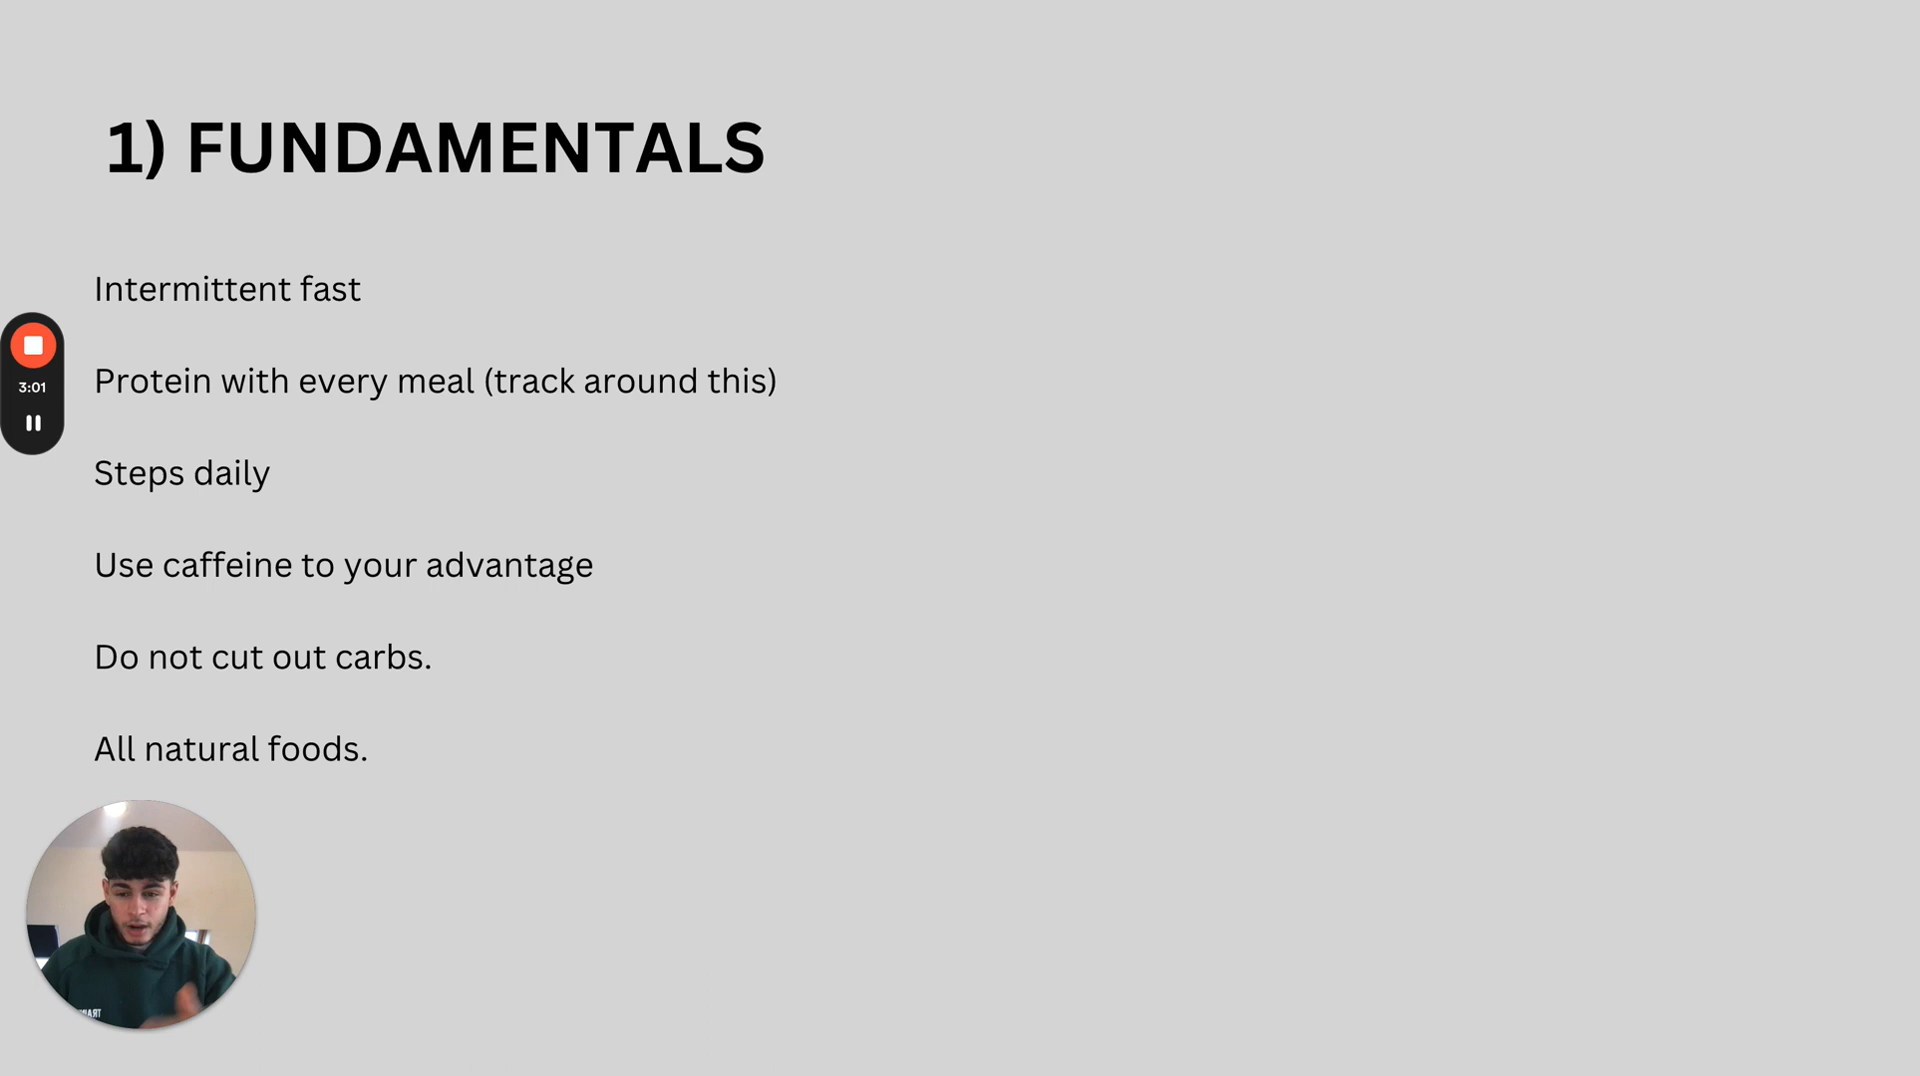 1) FUNDAMENTALS
Intermittent fast
3:01
Protein with every meal (track around this)
Steps daily
Use caffeine to your advantage
Do not cut out carbs.
All natural foods.